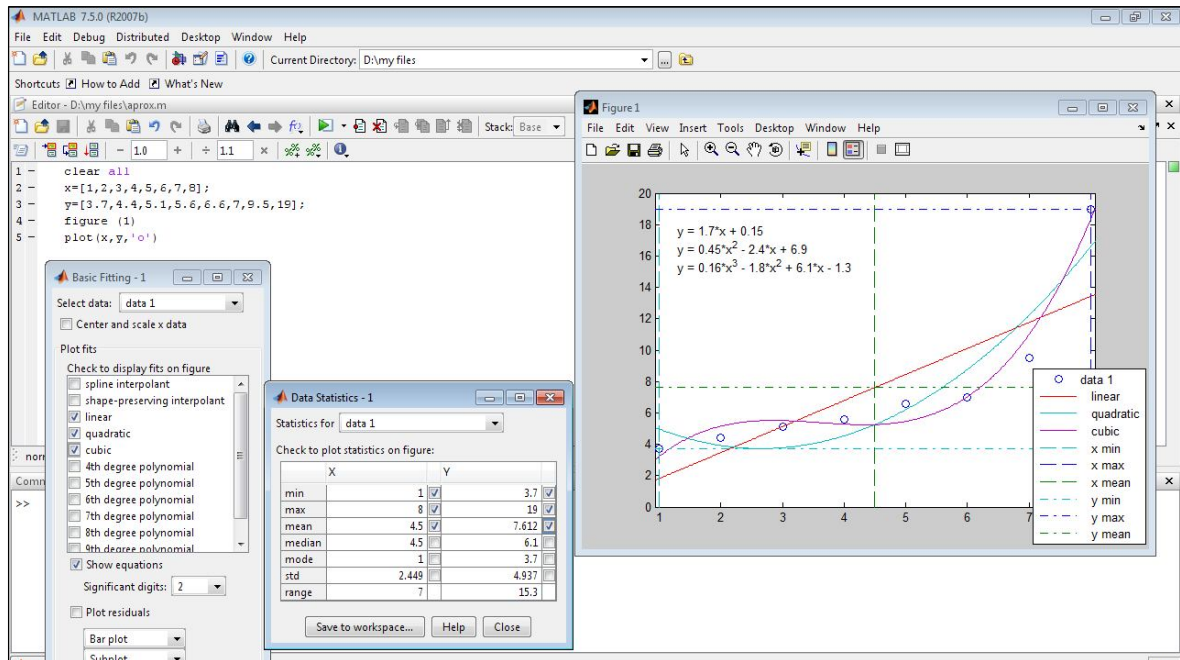 MATLAB 7.5.0 (R2007b)
File Edit Debug Distributed Desktop Window Help
Current Directory: D:\my files
Shortcuts How to Add What's New
Editor - D:\my files\aprox.m
Stack: Base
1.0
1.1
1 clear all
2 x=[1,2,3,4,5,6,7,8];
3 y=[3.7,4.4,5.1,5.6,6.6,7,9.5,19];
4 figure (1)
5 plot(x,y,'o')
Basic Fitting - 1
Select data: data 1
Center and scale x data
Plot fits
Check to display fits on figure
spline interpolant
shape-preserving interpolant
linear
quadratic
cubic
4th degree polynomial
5th degree polynomial
6th degree polynomial
7th degree polynomial
8th degree polynomial
9th degree polynomial
Show equations
Significant digits: 2
Plot residuals
Bar plot
Subplot
>>
Data Statistics - 1
Statistics for data 1
Check to plot statistics on figure:
X Y
min 1 3.7
max 8 19
mean 4.5 7.612
median 4.5 6.1
mode 1 3.7
std 2.449 4.937
range 7 15.3
Save to workspace... Help Close
Figure 1
File Edit View Insert Tools Desktop Window Help
20
18
16
14
12
10
8
6
4
2
0
1 2 3 4 5 6 7
y = 1.7*x + 0.15
y = 0.45*x² - 2.4*x + 6.9
y = 0.16*x³ - 1.8*x² + 6.1*x - 1.3
data 1
linear
quadratic
cubic
x min
x max
x mean
y min
y max
y mean